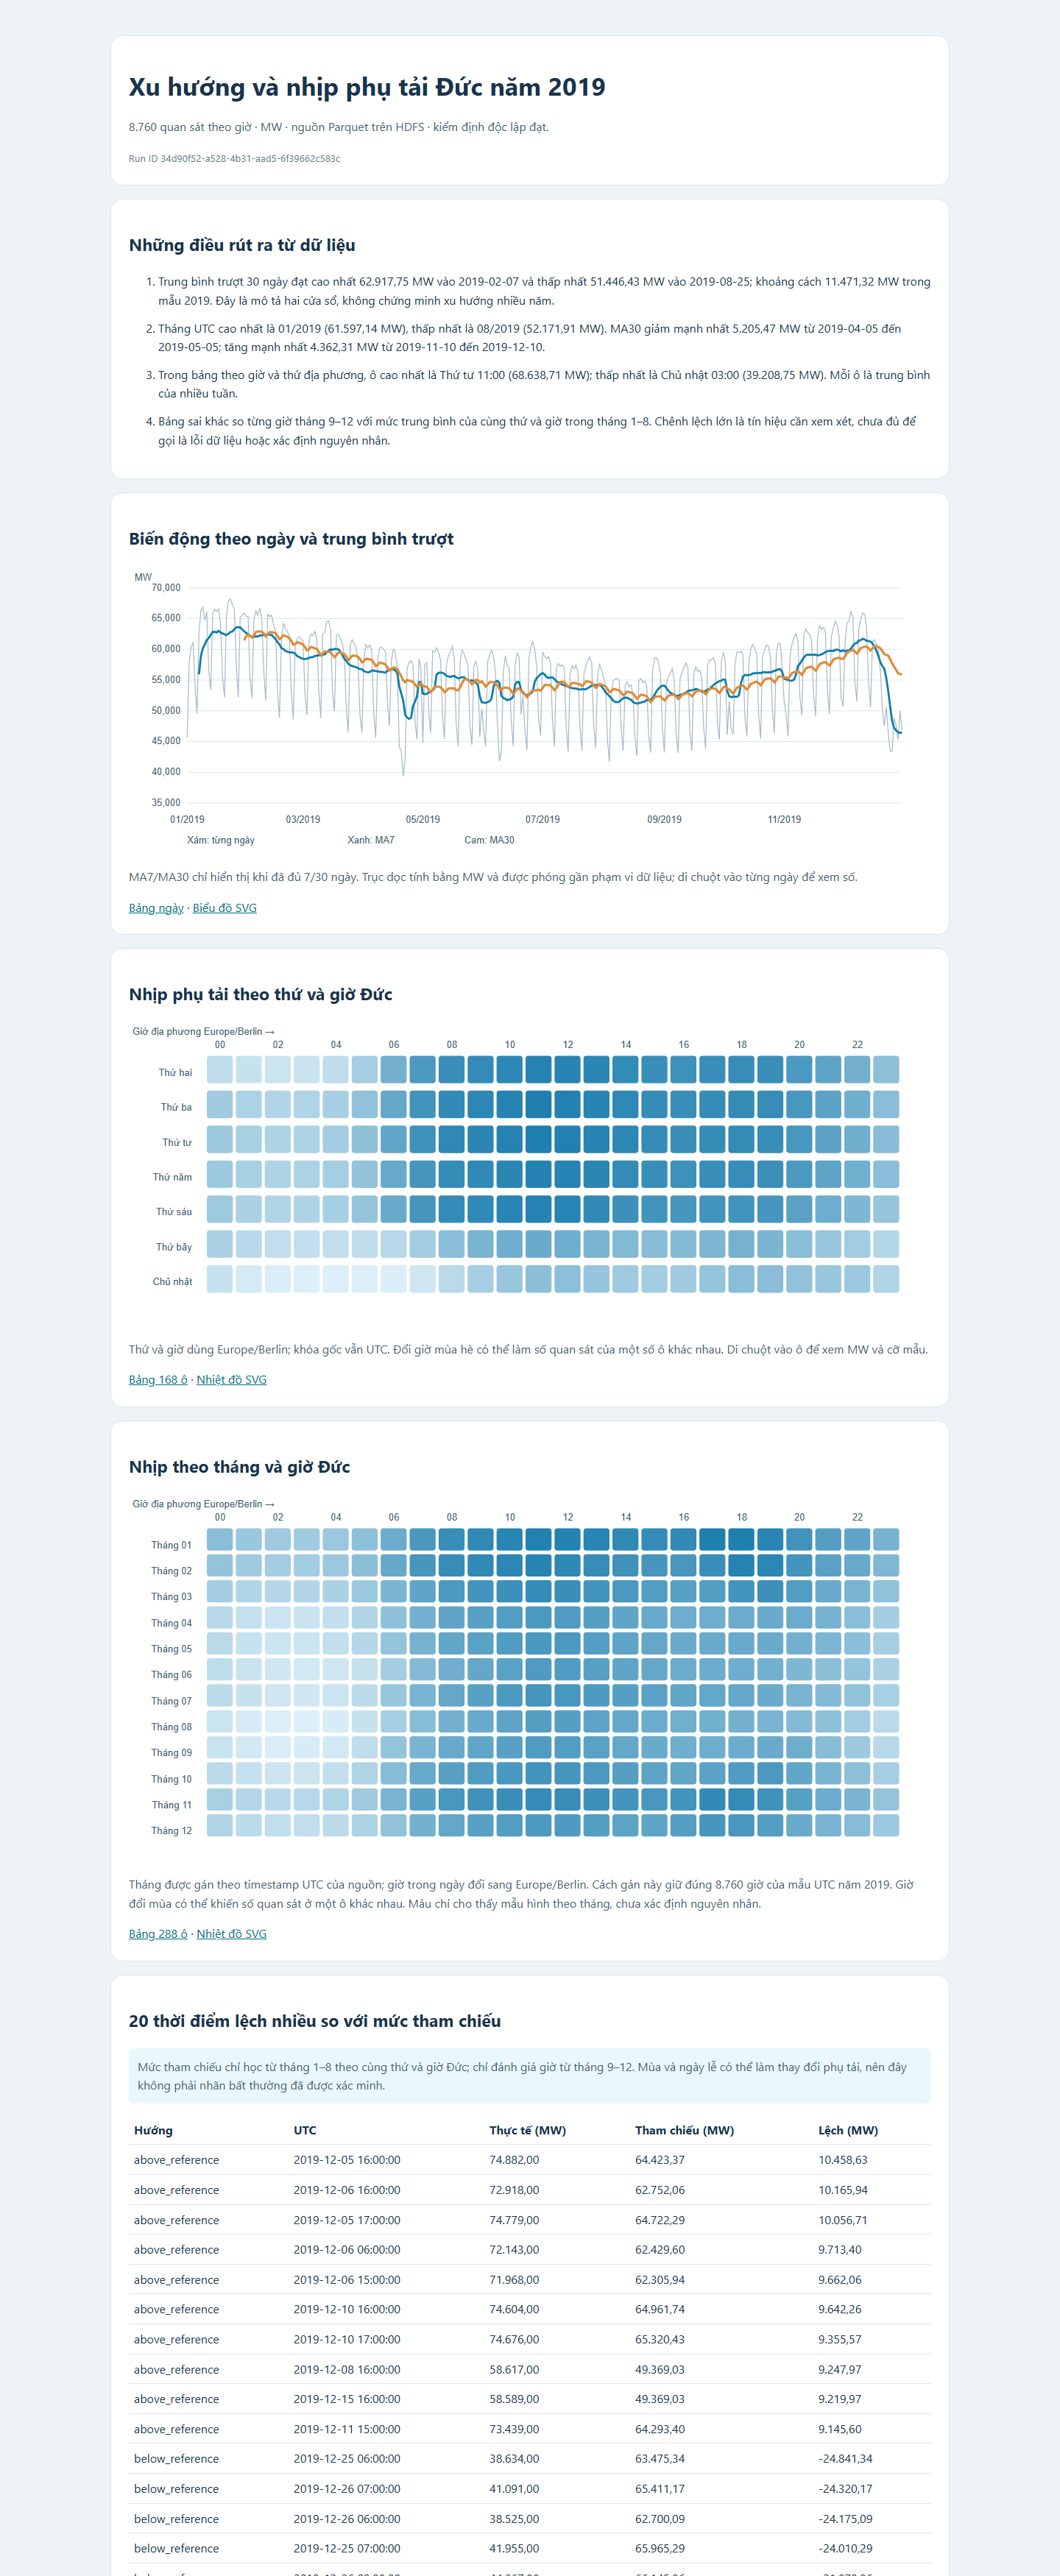 Xu hướng và nhịp phụ tải Đức năm 2019
8.760 quan sát theo giờ · MW · nguồn Parquet trên HDFS · kiểm định độc lập đạt.
Run ID 34d90f52-a528-4b31-aad5-6f39662c583c
Những điều rút ra từ dữ liệu
1. Trung bình trượt 30 ngày đạt cao nhất 62.917,75 MW vào 2019-02-07 và thấp nhất 51.446,43 MW vào 2019-08-25; khoảng cách 11.471,32 MW trong
mẫu 2019. Đây là mô tả hai cửa sổ, không chứng minh xu hướng nhiều năm.
2. Tháng UTC cao nhất là 01/2019 (61.597,14 MW), thấp nhất là 08/2019 (52.171,91 MW). MA30 giảm mạnh nhất 5.205,47 MW từ 2019-04-05 đến
2019-05-05; tăng mạnh nhất 4.362,31 MW từ 2019-11-10 đến 2019-12-10.
3. Trong bảng theo giờ và thứ địa phương, ô cao nhất là Thứ tư 11:00 (68.638,71 MW); thấp nhất là Chủ nhật 03:00 (39.208,75 MW). Mỗi ô là trung bình
của nhiều tuần.
4. Bảng sai khác so từng giờ tháng 9–12 với mức trung bình của cùng thứ và giờ trong tháng 1–8. Chênh lệch lớn là tín hiệu cần xem xét, chưa đủ để
gọi là lỗi dữ liệu hoặc xác định nguyên nhân.
Biến động theo ngày và trung bình trượt
MW
70,000
65,000
60,000
55,000
50,000
45,000
40,000
35,000
01/2019 03/2019 05/2019 07/2019 09/2019 11/2019
Xám: từng ngày Xanh: MA7 Cam: MA30
MA7/MA30 chỉ hiển thị khi đã đủ 7/30 ngày. Trục dọc tính bằng MW và được phóng gần phạm vi dữ liệu; di chuột vào từng ngày để xem số.
Bảng ngày · Biểu đồ SVG
Nhịp phụ tải theo thứ và giờ Đức
Giờ địa phương Europe/Berlin →
00 02 04 06 08 10 12 14 16 18 20 22
Thứ hai
Thứ ba
Thứ tư
Thứ năm
Thứ sáu
Thứ bảy
Chủ nhật
Thứ và giờ dùng Europe/Berlin; khóa gốc vẫn UTC. Đổi giờ mùa hè có thể làm số quan sát của một số ô khác nhau. Di chuột vào ô để xem MW và cỡ mẫu.
Bảng 168 ô · Nhiệt đồ SVG
Nhịp theo tháng và giờ Đức
Giờ địa phương Europe/Berlin →
00 02 04 06 08 10 12 14 16 18 20 22
Tháng 01
Tháng 02
Tháng 03
Tháng 04
Tháng 05
Tháng 06
Tháng 07
Tháng 08
Tháng 09
Tháng 10
Tháng 11
Tháng 12
Tháng được gán theo timestamp UTC của nguồn; giờ trong ngày đổi sang Europe/Berlin. Cách gán này giữ đúng 8.760 giờ của mẫu UTC năm 2019. Giờ
đổi mùa có thể khiến số quan sát ở một ô khác nhau. Màu chỉ cho thấy mẫu hình theo tháng, chưa xác định nguyên nhân.
Bảng 288 ô · Nhiệt đồ SVG
20 thời điểm lệch nhiều so với mức tham chiếu
Mức tham chiếu chỉ học từ tháng 1–8 theo cùng thứ và giờ Đức; chỉ đánh giá giờ từ tháng 9–12. Mùa và ngày lễ có thể làm thay đổi phụ tải, nên đây
không phải nhãn bất thường đã được xác minh.
Hướng UTC Thực tế (MW) Tham chiếu (MW) Lệch (MW)
above_reference 2019-12-05 16:00:00 74.882,00 64.423,37 10.458,63
above_reference 2019-12-06 16:00:00 72.918,00 62.752,06 10.165,94
above_reference 2019-12-05 17:00:00 74.779,00 64.722,29 10.056,71
above_reference 2019-12-06 06:00:00 72.143,00 62.429,60 9.713,40
above_reference 2019-12-06 15:00:00 71.968,00 62.305,94 9.662,06
above_reference 2019-12-10 16:00:00 74.604,00 64.961,74 9.642,26
above_reference 2019-12-10 17:00:00 74.676,00 65.320,43 9.355,57
above_reference 2019-12-08 16:00:00 58.617,00 49.369,03 9.247,97
above_reference 2019-12-15 16:00:00 58.589,00 49.369,03 9.219,97
above_reference 2019-12-11 15:00:00 73.439,00 64.293,40 9.145,60
below_reference 2019-12-25 06:00:00 38.634,00 63.475,34 -24.841,34
below_reference 2019-12-26 07:00:00 41.091,00 65.411,17 -24.320,17
below_reference 2019-12-26 06:00:00 38.525,00 62.700,09 -24.175,09
below_reference 2019-12-25 07:00:00 41.955,00 65.965,29 -24.010,29